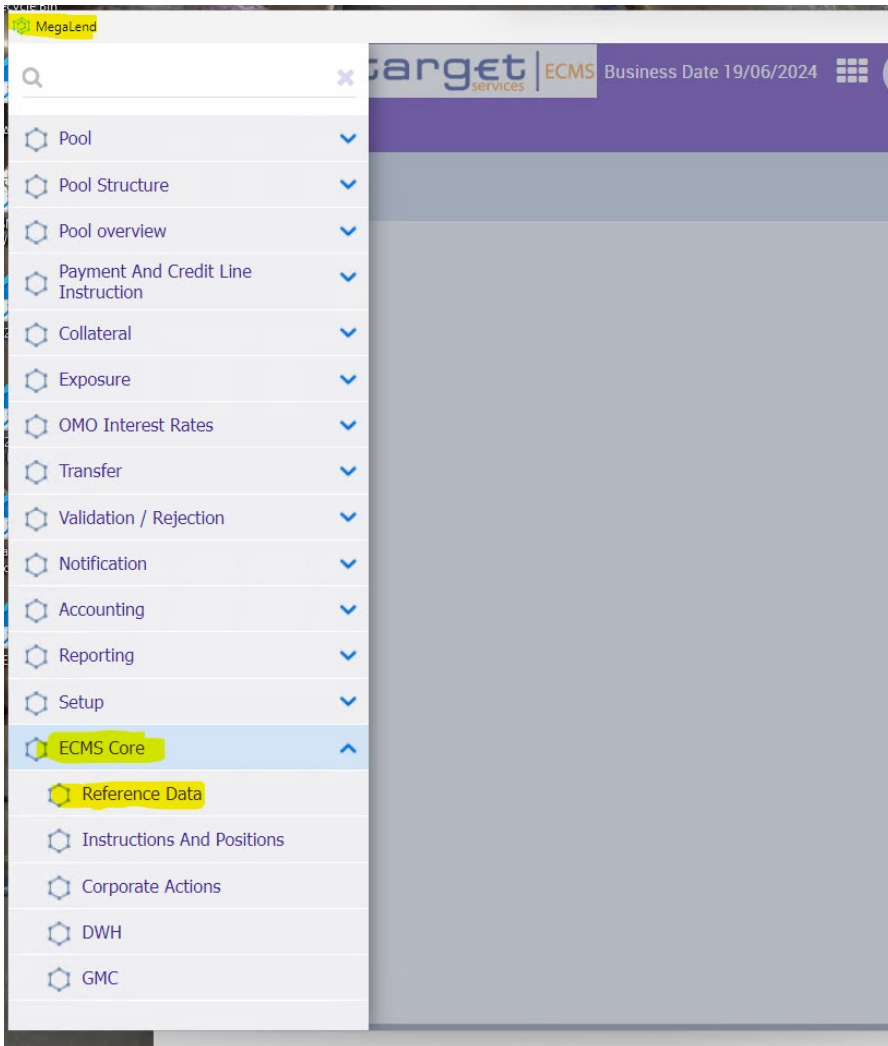 MegaLend
target
services
ECMS Business Date 19/06/2024
Pool
Pool Structure
Pool overview
Payment And Credit Line
Instruction
Collateral
Exposure
OMO Interest Rates
Transfer
Validation / Rejection
Notification
Accounting
Reporting
Setup
ECMS Core
Reference Data
Instructions And Positions
Corporate Actions
DWH
GMC